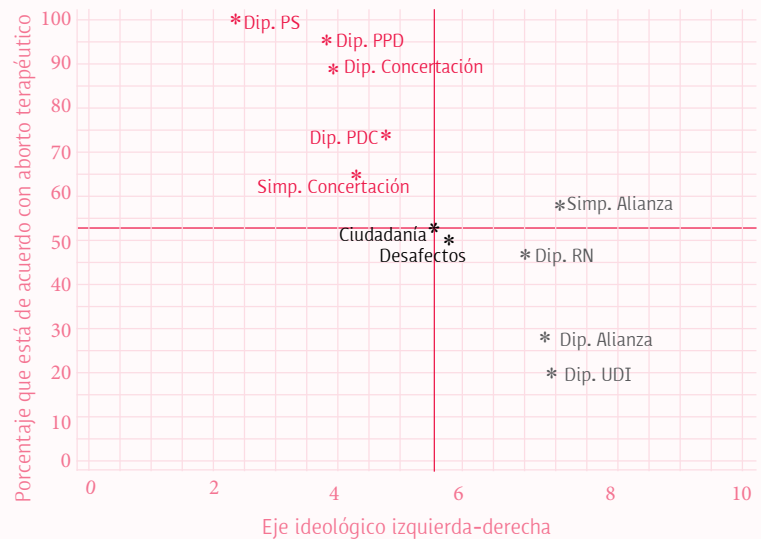 Porcentaje que está de acuerdo con aborto terapéutico
100
90
80
70
60
50
40
30
20
10
0
* Dip. PS
* Dip. PPD
* Dip. Concertación
Dip. PDC *
*
Simp. Concertación
* Simp. Alianza
Ciudadanía *
*
Desafectos
* Dip. RN
* Dip. Alianza
* Dip. UDI
0 2 4 6 8 10
Eje ideológico izquierda-derecha